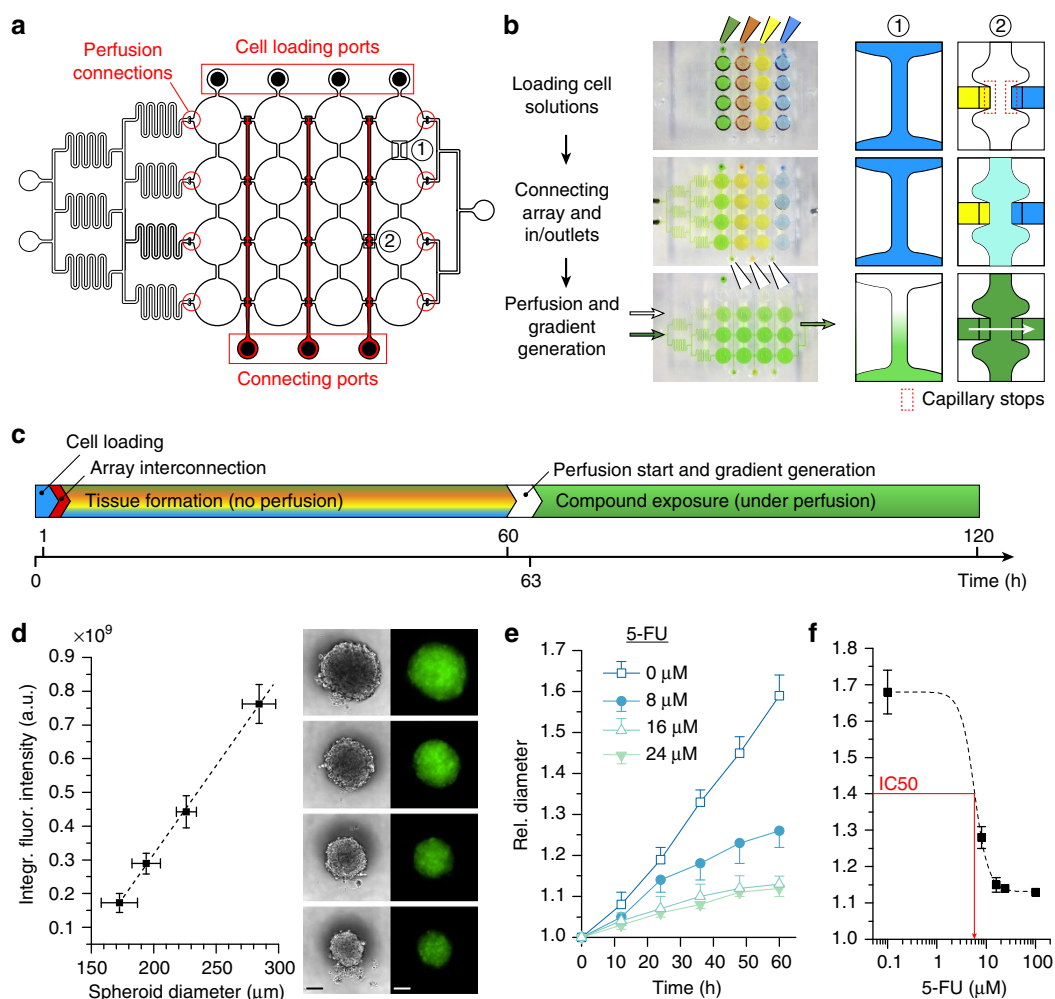 a
Perfusion
connections
Cell loading ports
1
2
Connecting ports
b
Loading cell
solutions
Connecting
array and
in/outlets
Perfusion and
gradient
generation
1
2
Capillary stops
c
Cell loading
Array interconnection
Perfusion start and gradient generation
Tissue formation (no perfusion)
Compound exposure (under perfusion)
1
60
120
0
63
Time (h)
d
×10⁹
0.9
0.8
0.7
0.6
0.5
0.4
0.3
0.2
0.1
Integr. fluor. intensity (a.u.)
150
200
250
300
Spheroid diameter (μm)
e
5-FU
0 μM
8 μM
16 μM
24 μM
1.7
1.6
1.5
1.4
1.3
1.2
1.1
1.0
Rel. diameter
0 10 20 30 40 50 60
Time (h)
f
1.8
1.7
1.6
1.5
1.4
1.3
1.2
1.1
1.0
IC50
0.1
1
10
100
5-FU (μM)